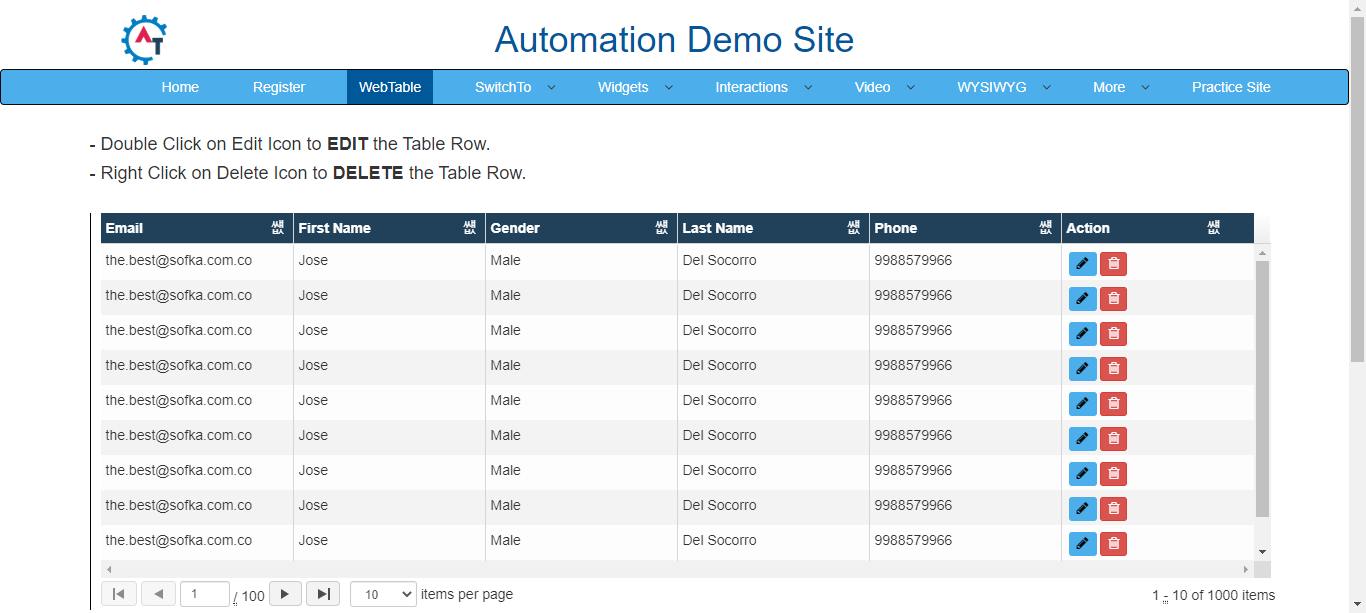 AT
Automation Demo Site
Home Register WebTable SwitchTo Widgets Interactions Video WYSIWYG More Practice Site
- Double Click on Edit Icon to EDIT the Table Row.
- Right Click on Delete Icon to DELETE the Table Row.
Email First Name Gender Last Name Phone Action
the.best@sofka.com.co Jose Male Del Socorro 9988579966
the.best@sofka.com.co Jose Male Del Socorro 9988579966
the.best@sofka.com.co Jose Male Del Socorro 9988579966
the.best@sofka.com.co Jose Male Del Socorro 9988579966
the.best@sofka.com.co Jose Male Del Socorro 9988579966
the.best@sofka.com.co Jose Male Del Socorro 9988579966
the.best@sofka.com.co Jose Male Del Socorro 9988579966
the.best@sofka.com.co Jose Male Del Socorro 9988579966
the.best@sofka.com.co Jose Male Del Socorro 9988579966
1 / 100 10 items per page 1 - 10 of 1000 items